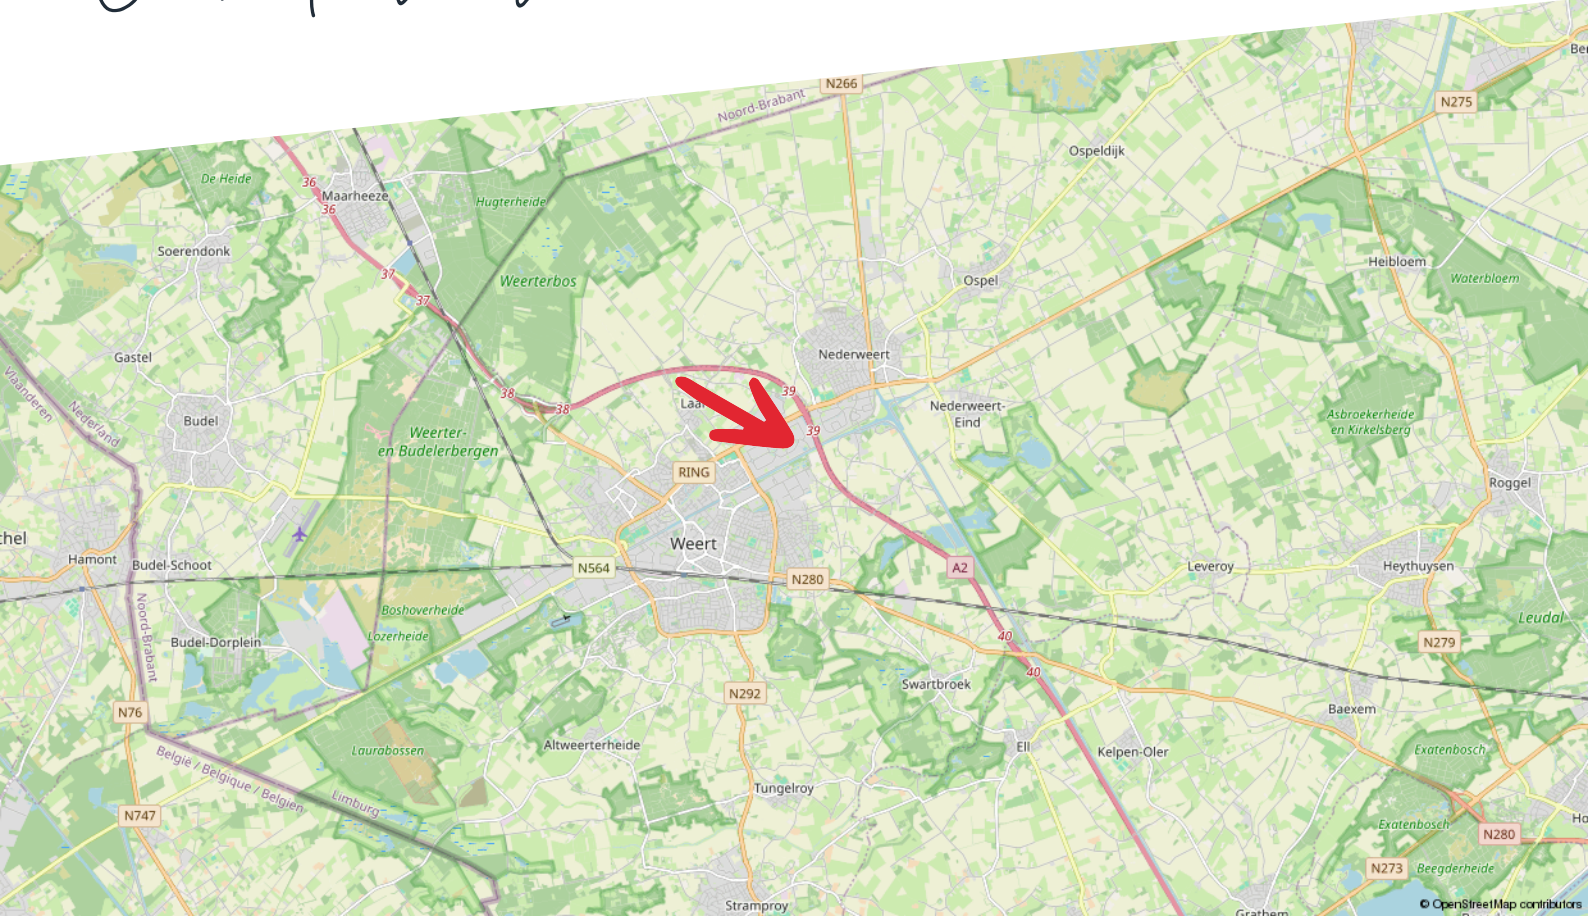 N266
Noord-Brabant
N275
Ospeldijk
De Heide
36
36
Maarheeze
Hugterheide
Soerendonk
Heibloem
Waterbloem
37
37
Weerterbos
Ospel
Gastel
Nederweert
Vlaanderen
Nederland
38
38
39
39
Nederweert-
Eind
Budel
Weerter-
en Budelerbergen
Asbroekerheide
en Kirkelsberg
RING
Roggel
Weert
Hamont
Budel-Schoot
N564
N280
A2
Leveroy
Heythuysen
Noord-Brabant
Boshoverheide
Lozerheide
Budel-Dorplein
40
40
Leudal
N279
Swartbroek
N292
N76
Baexem
Altweerterheide
Ell
Kelpen-Oler
Laurabossen
Exatenbosch
België / Belgique / Belgien
Limburg
Tungelroy
N747
Exatenbosch
N280
N273
Beegderheide
Stramproy
Grathem
© OpenStreetMap contributors